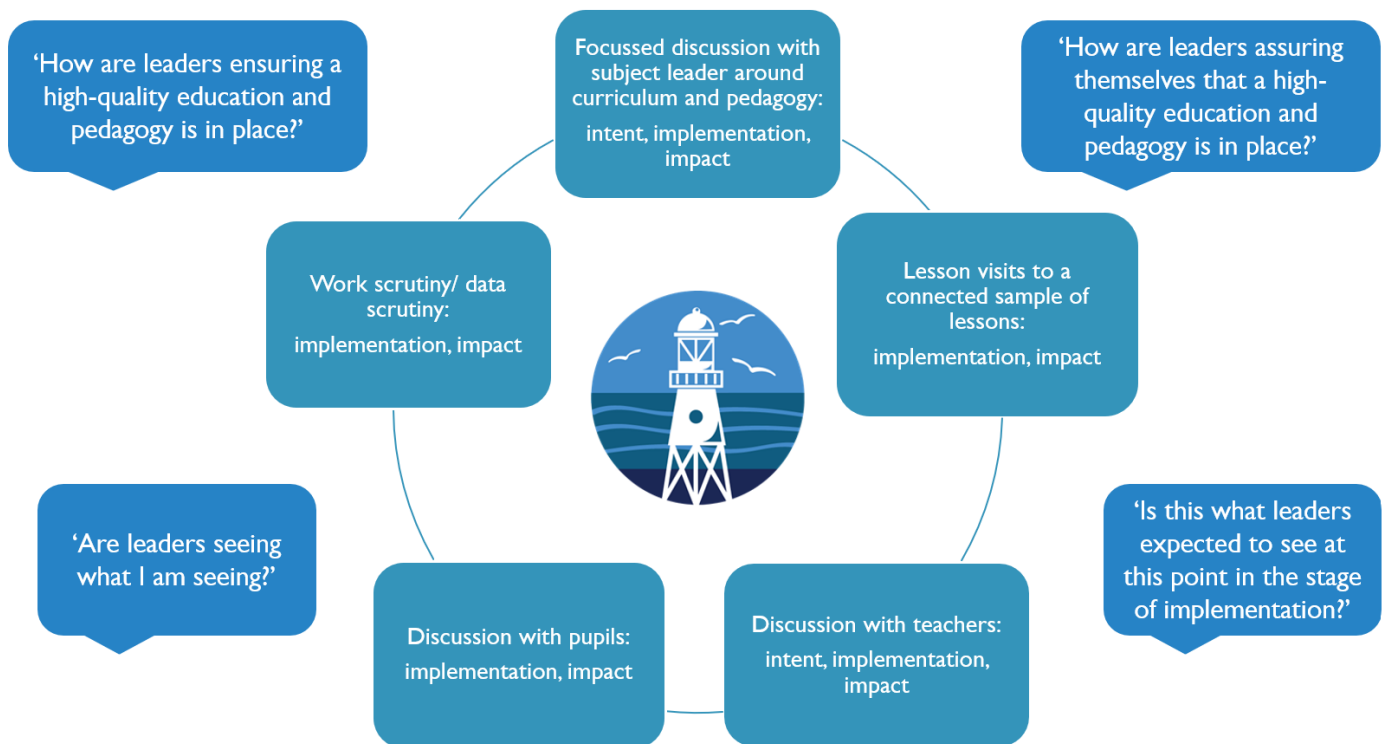 ‘How are leaders ensuring a
high-quality education and
pedagogy is in place?’
Focussed discussion with
subject leader around
curriculum and pedagogy:
intent, implementation,
impact
‘How are leaders assuring
themselves that a high-
quality education and
pedagogy is in place?’
Work scrutiny/ data
scrutiny:
implementation, impact
Lesson visits to a
connected sample of
lessons:
implementation, impact
‘Are leaders seeing
what I am seeing?’
Discussion with pupils:
implementation, impact
Discussion with teachers:
intent, implementation,
impact
‘Is this what leaders
expected to see at
this point in the stage
of implementation?’